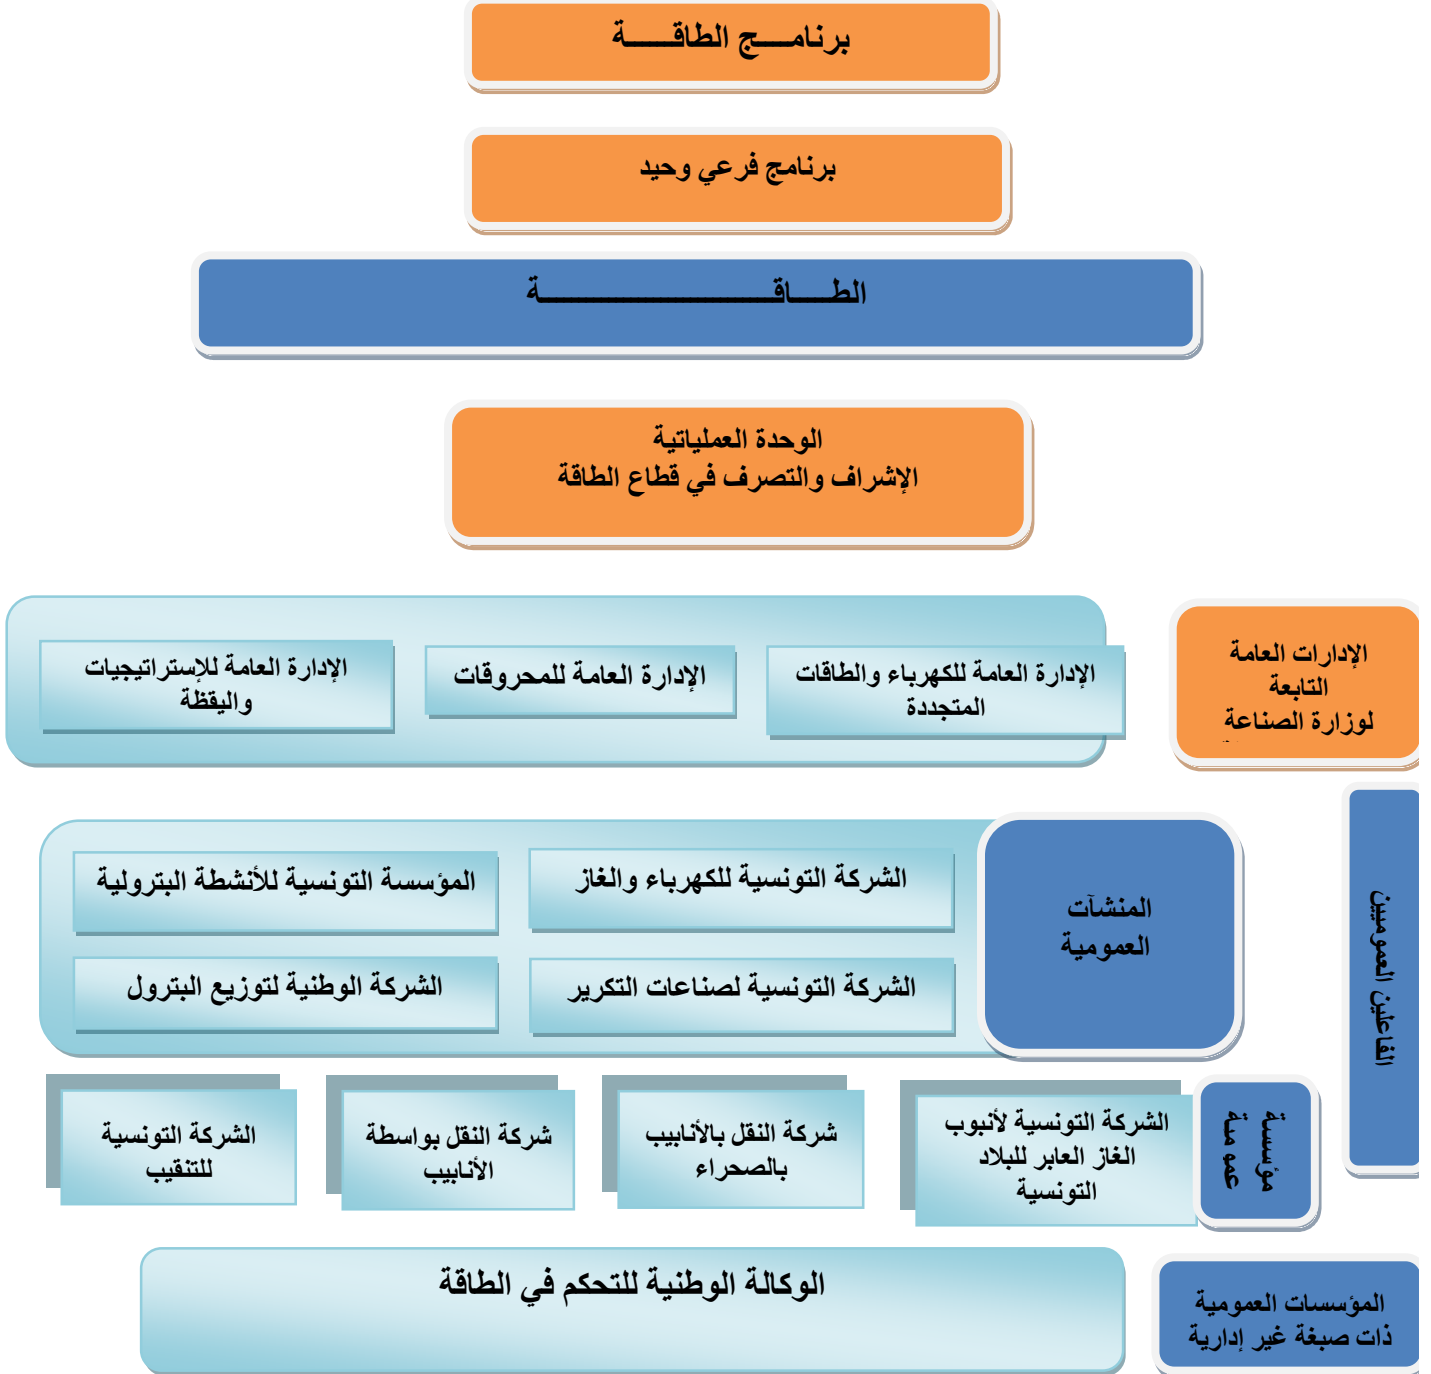 برنامـــج الطاقــــة
برنامج فرعي وحيد
الطـــاقــــــــــــــــة
الوحدة العملياتية
الإشراف والتصرف في قطاع الطاقة
الإدارات العامة
التابعة
لوزارة الصناعة
الإدارة العامة للكهرباء والطاقات
المتجددة
الإدارة العامة للمحروقات
الإدارة العامة للإستراتيجيات
واليقظة
الفاعلين العموميين
المنشآت
العمومية
الشركة التونسية للكهرباء والغاز
المؤسسة التونسية للأنشطة البترولية
الشركة التونسية لصناعات التكرير
الشركة الوطنية لتوزيع البترول
مؤسسة
عمومية
الشركة التونسية لأنبوب
الغاز العابر للبلاد
التونسية
شركة النقل بالأنابيب
بالصحراء
شركة النقل بواسطة
الأنابيب
الشركة التونسية
للتنقيب
المؤسسات العمومية
ذات صبغة غير إدارية
الوكالة الوطنية للتحكم في الطاقة